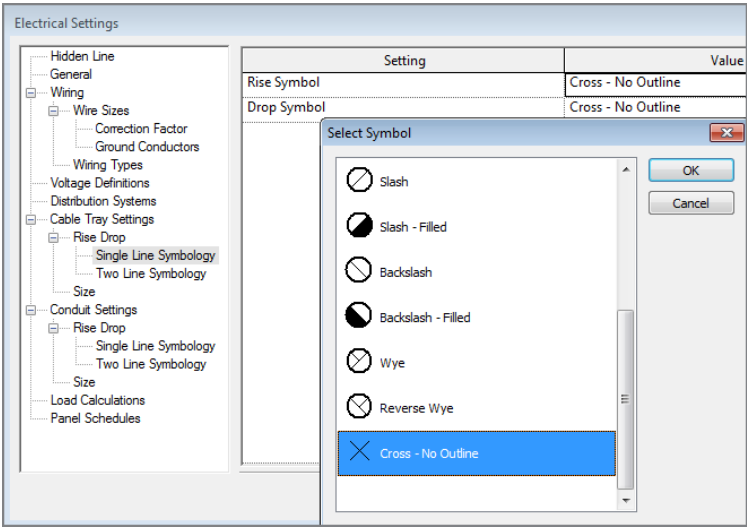 Electrical Settings
Hidden Line
General
Wiring
Wire Sizes
Correction Factor
Ground Conductors
Wiring Types
Voltage Definitions
Distribution Systems
Cable Tray Settings
Rise Drop
Single Line Symbology
Two Line Symbology
Size
Conduit Settings
Rise Drop
Single Line Symbology
Two Line Symbology
Size
Load Calculations
Panel Schedules
Setting Value
Rise Symbol Cross - No Outline
Drop Symbol Cross - No Outline
Select Symbol
Slash
Slash - Filled
Backslash
Backslash - Filled
Wye
Reverse Wye
Cross - No Outline
OK
Cancel